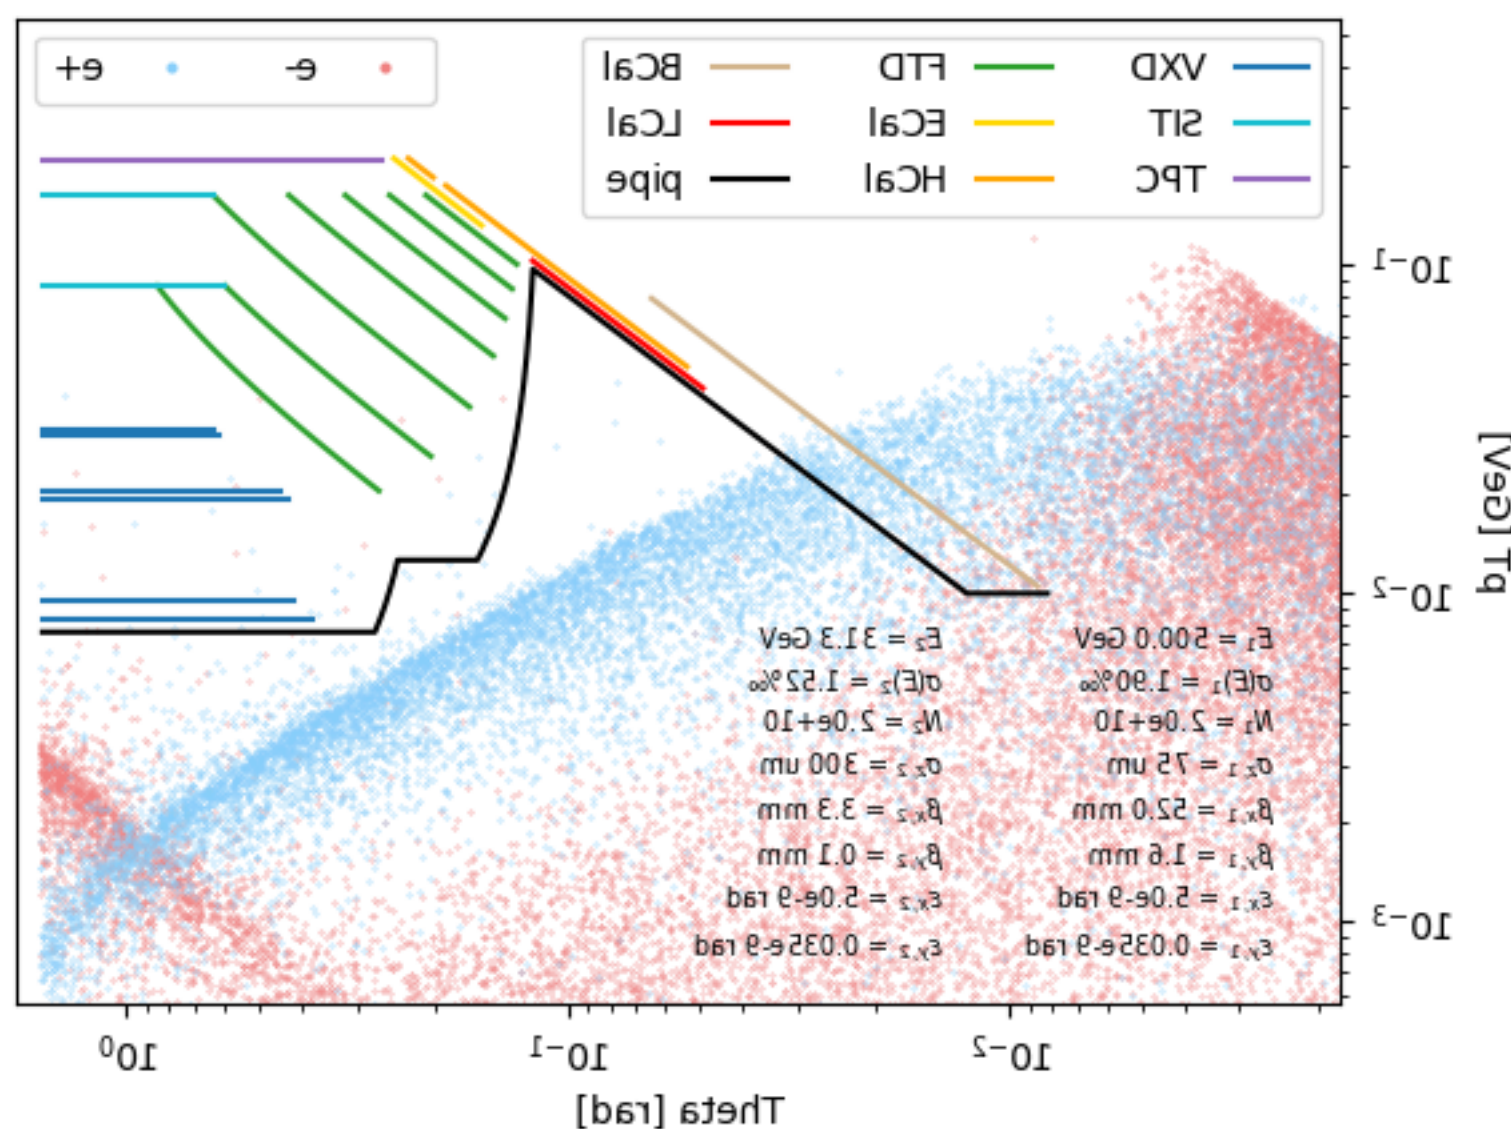 VXD FTD BCal
SIT ECal LCal
TPC HCal pipe
e- e+
pT [GeV]
10⁻¹
10⁻²
10⁻³
E₁ = 500.0 GeV
σ(E)₁ = 1.90‰
N₁ = 2.0e+10
σz,1 = 75 um
βx,1 = 52.0 mm
βy,1 = 1.6 mm
εx,1 = 5.0e-9 rad
εy,1 = 0.035e-9 rad
E₂ = 31.3 GeV
σ(E)₂ = 1.52‰
N₂ = 2.0e+10
σz,2 = 300 um
βx,2 = 3.3 mm
βy,2 = 0.1 mm
εx,2 = 5.0e-9 rad
εy,2 = 0.035e-9 rad
10⁻² 10⁻¹ 10⁰
Theta [rad]